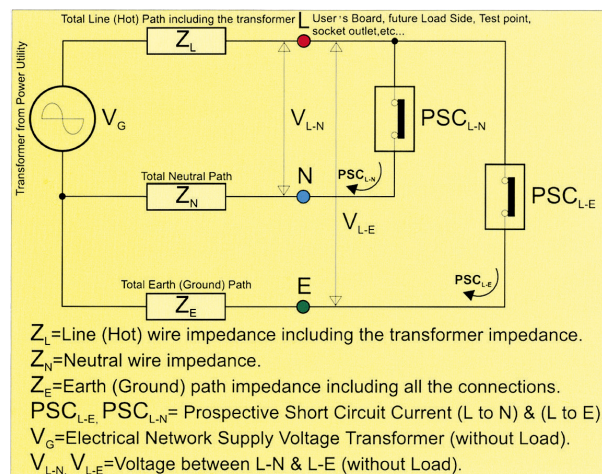 Total Line (Hot) Path including the transformer
L
User's Board, future Load Side, Test point,
socket outlet,etc...
Z_L
Transformer from Power Utility
V_G
V_L-N
PSC_L-N
PSC_L-N
Total Neutral Path
N
Z_N
V_L-E
PSC_L-E
PSC_L-E
Total Earth (Ground) Path
E
Z_E
Z_L=Line (Hot) wire impedance including the transformer impedance.
Z_N=Neutral wire impedance.
Z_E=Earth (Ground) path impedance including all the connections.
PSC_L-E, PSC_L-N= Prospective Short Circuit Current (L to N) & (L to E)
V_G=Electrical Network Supply Voltage Transformer (without Load).
V_L-N, V_L-E=Voltage between L-N & L-E (without Load).